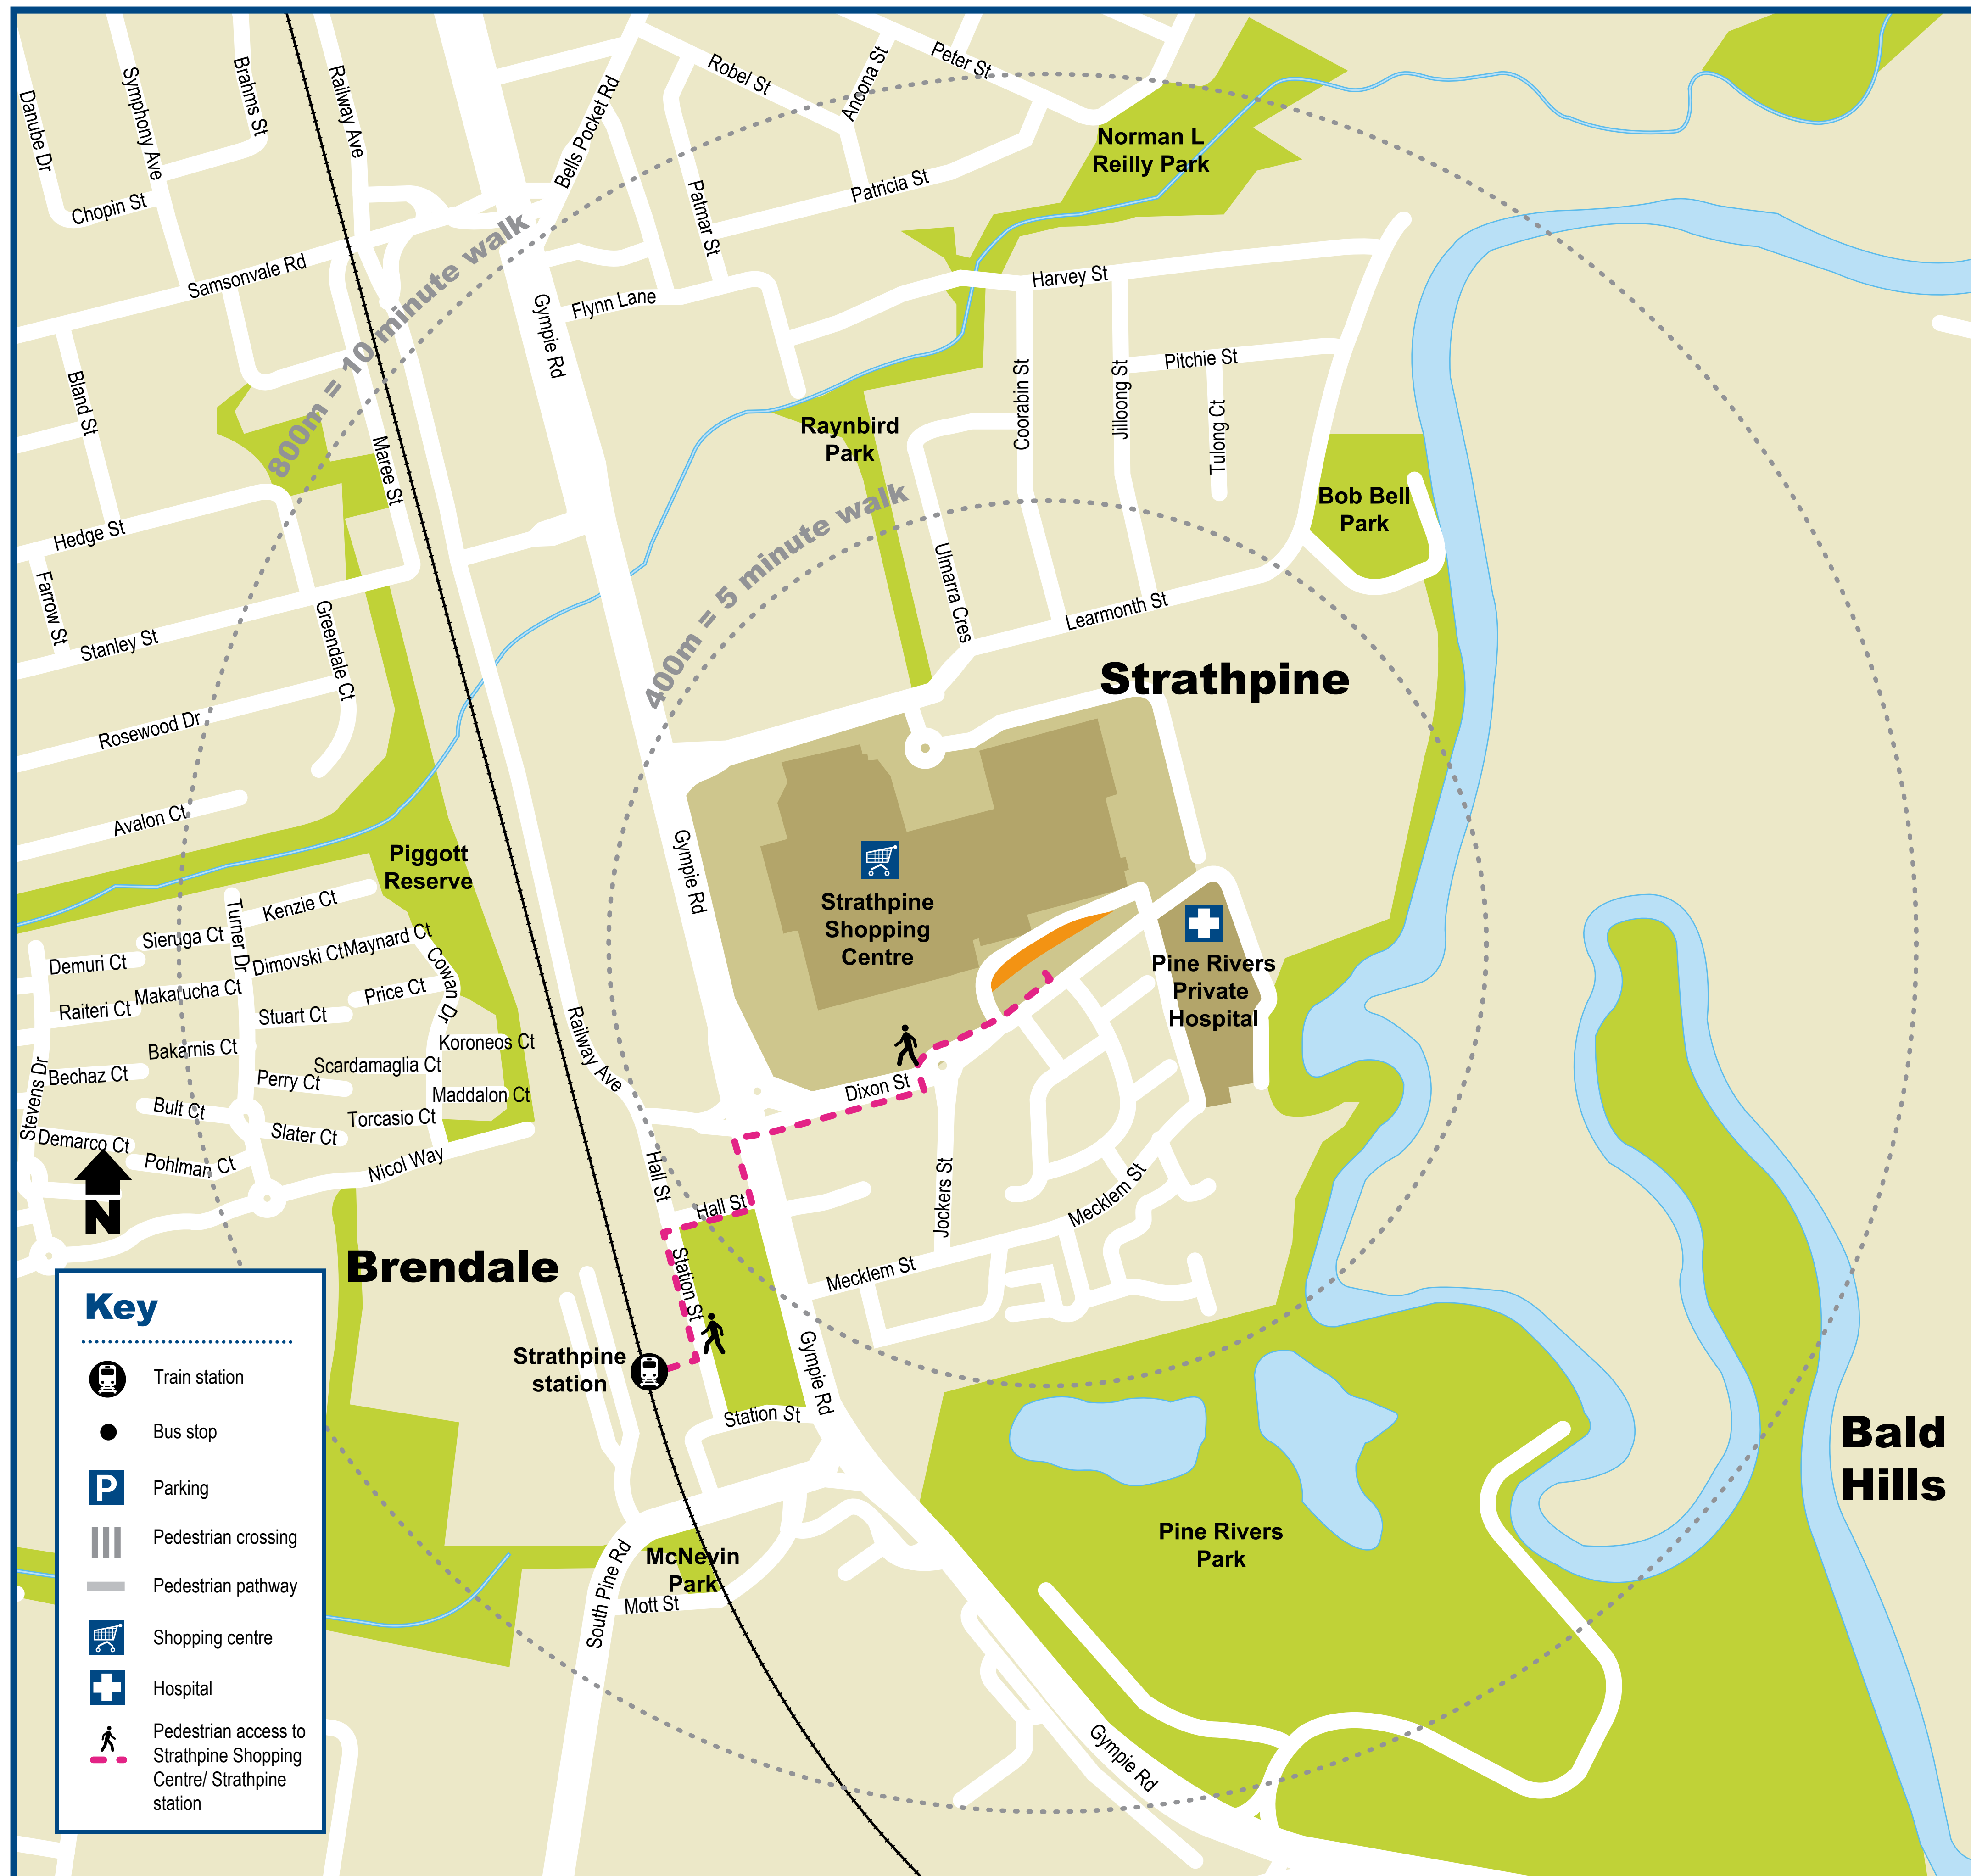 Danube Dr
Symphony Ave
Brahms St
Railway Ave
Chopin St
Samsonvale Rd
Bells Pocket Rd
Robel St
Ancona St
Peter St
Patmar St
Patricia St
Norman L
Reilly Park
Flynn Lane
Gympie Rd
Harvey St
Pitchie St
Coorabin St
Jilloong St
Tulong Ct
Bland St
Maree St
Hedge St
Farrow St
Stanley St
Greendale Ct
Rosewood Dr
Avalon Ct
800m = 10 minute walk
400m = 5 minute walk
Raynbird
Park
Bob Bell
Park
Ulmarra Cres
Learmonth St
Strathpine
Piggott
Reserve
Gympie Rd
Strathpine
Shopping
Centre
Pine Rivers
Private
Hospital
Kenzie Ct
Turner Dr
Sieruga Ct
Demuri Ct
Dimovski Ct
Maynard Ct
Cowan Dr
Makarucha Ct
Raiteri Ct
Price Ct
Stuart Ct
Bakarnis Ct
Koroneos Ct
Scardamaglia Ct
Bechaz Ct
Perry Ct
Maddalon Ct
Stevens Dr
Bult Ct
Torcasio Ct
Slater Ct
Demarco Ct
Pohlman Ct
Nicol Way
Railway Ave
Dixon St
Hall St
Hall St
Jockers St
Mecklem St
Mecklem St
Station St
Gympie Rd
Brendale
Strathpine
station
Station St
N
McNevin
Park
Mott St
South Pine Rd
Pine Rivers
Park
Gympie Rd
Bald
Hills
Key
Train station
Bus stop
P
Parking
Pedestrian crossing
Pedestrian pathway
Shopping centre
Hospital
Pedestrian access to
Strathpine Shopping
Centre/ Strathpine
station